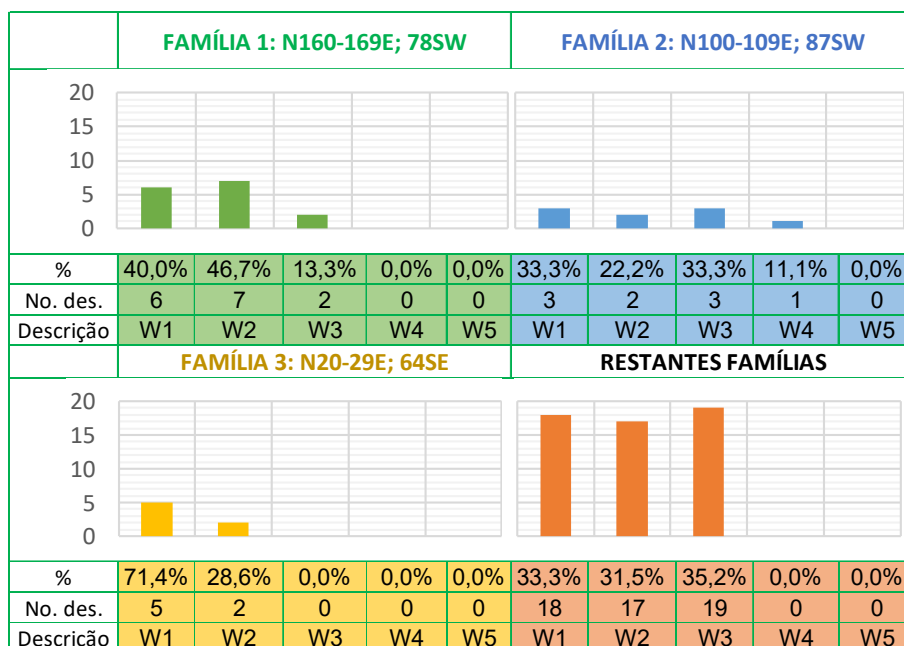 FAMÍLIA 1: N160-169E; 78SW FAMÍLIA 2: N100-109E; 87SW
20
15
10
5
0
% 40,0% 46,7% 13,3% 0,0% 0,0% 33,3% 22,2% 33,3% 11,1% 0,0%
No. des. 6 7 2 0 0 3 2 3 1 0
Descrição W1 W2 W3 W4 W5 W1 W2 W3 W4 W5
FAMÍLIA 3: N20-29E; 64SE RESTANTES FAMÍLIAS
20
15
10
5
0
% 71,4% 28,6% 0,0% 0,0% 0,0% 33,3% 31,5% 35,2% 0,0% 0,0%
No. des. 5 2 0 0 0 18 17 19 0 0
Descrição W1 W2 W3 W4 W5 W1 W2 W3 W4 W5